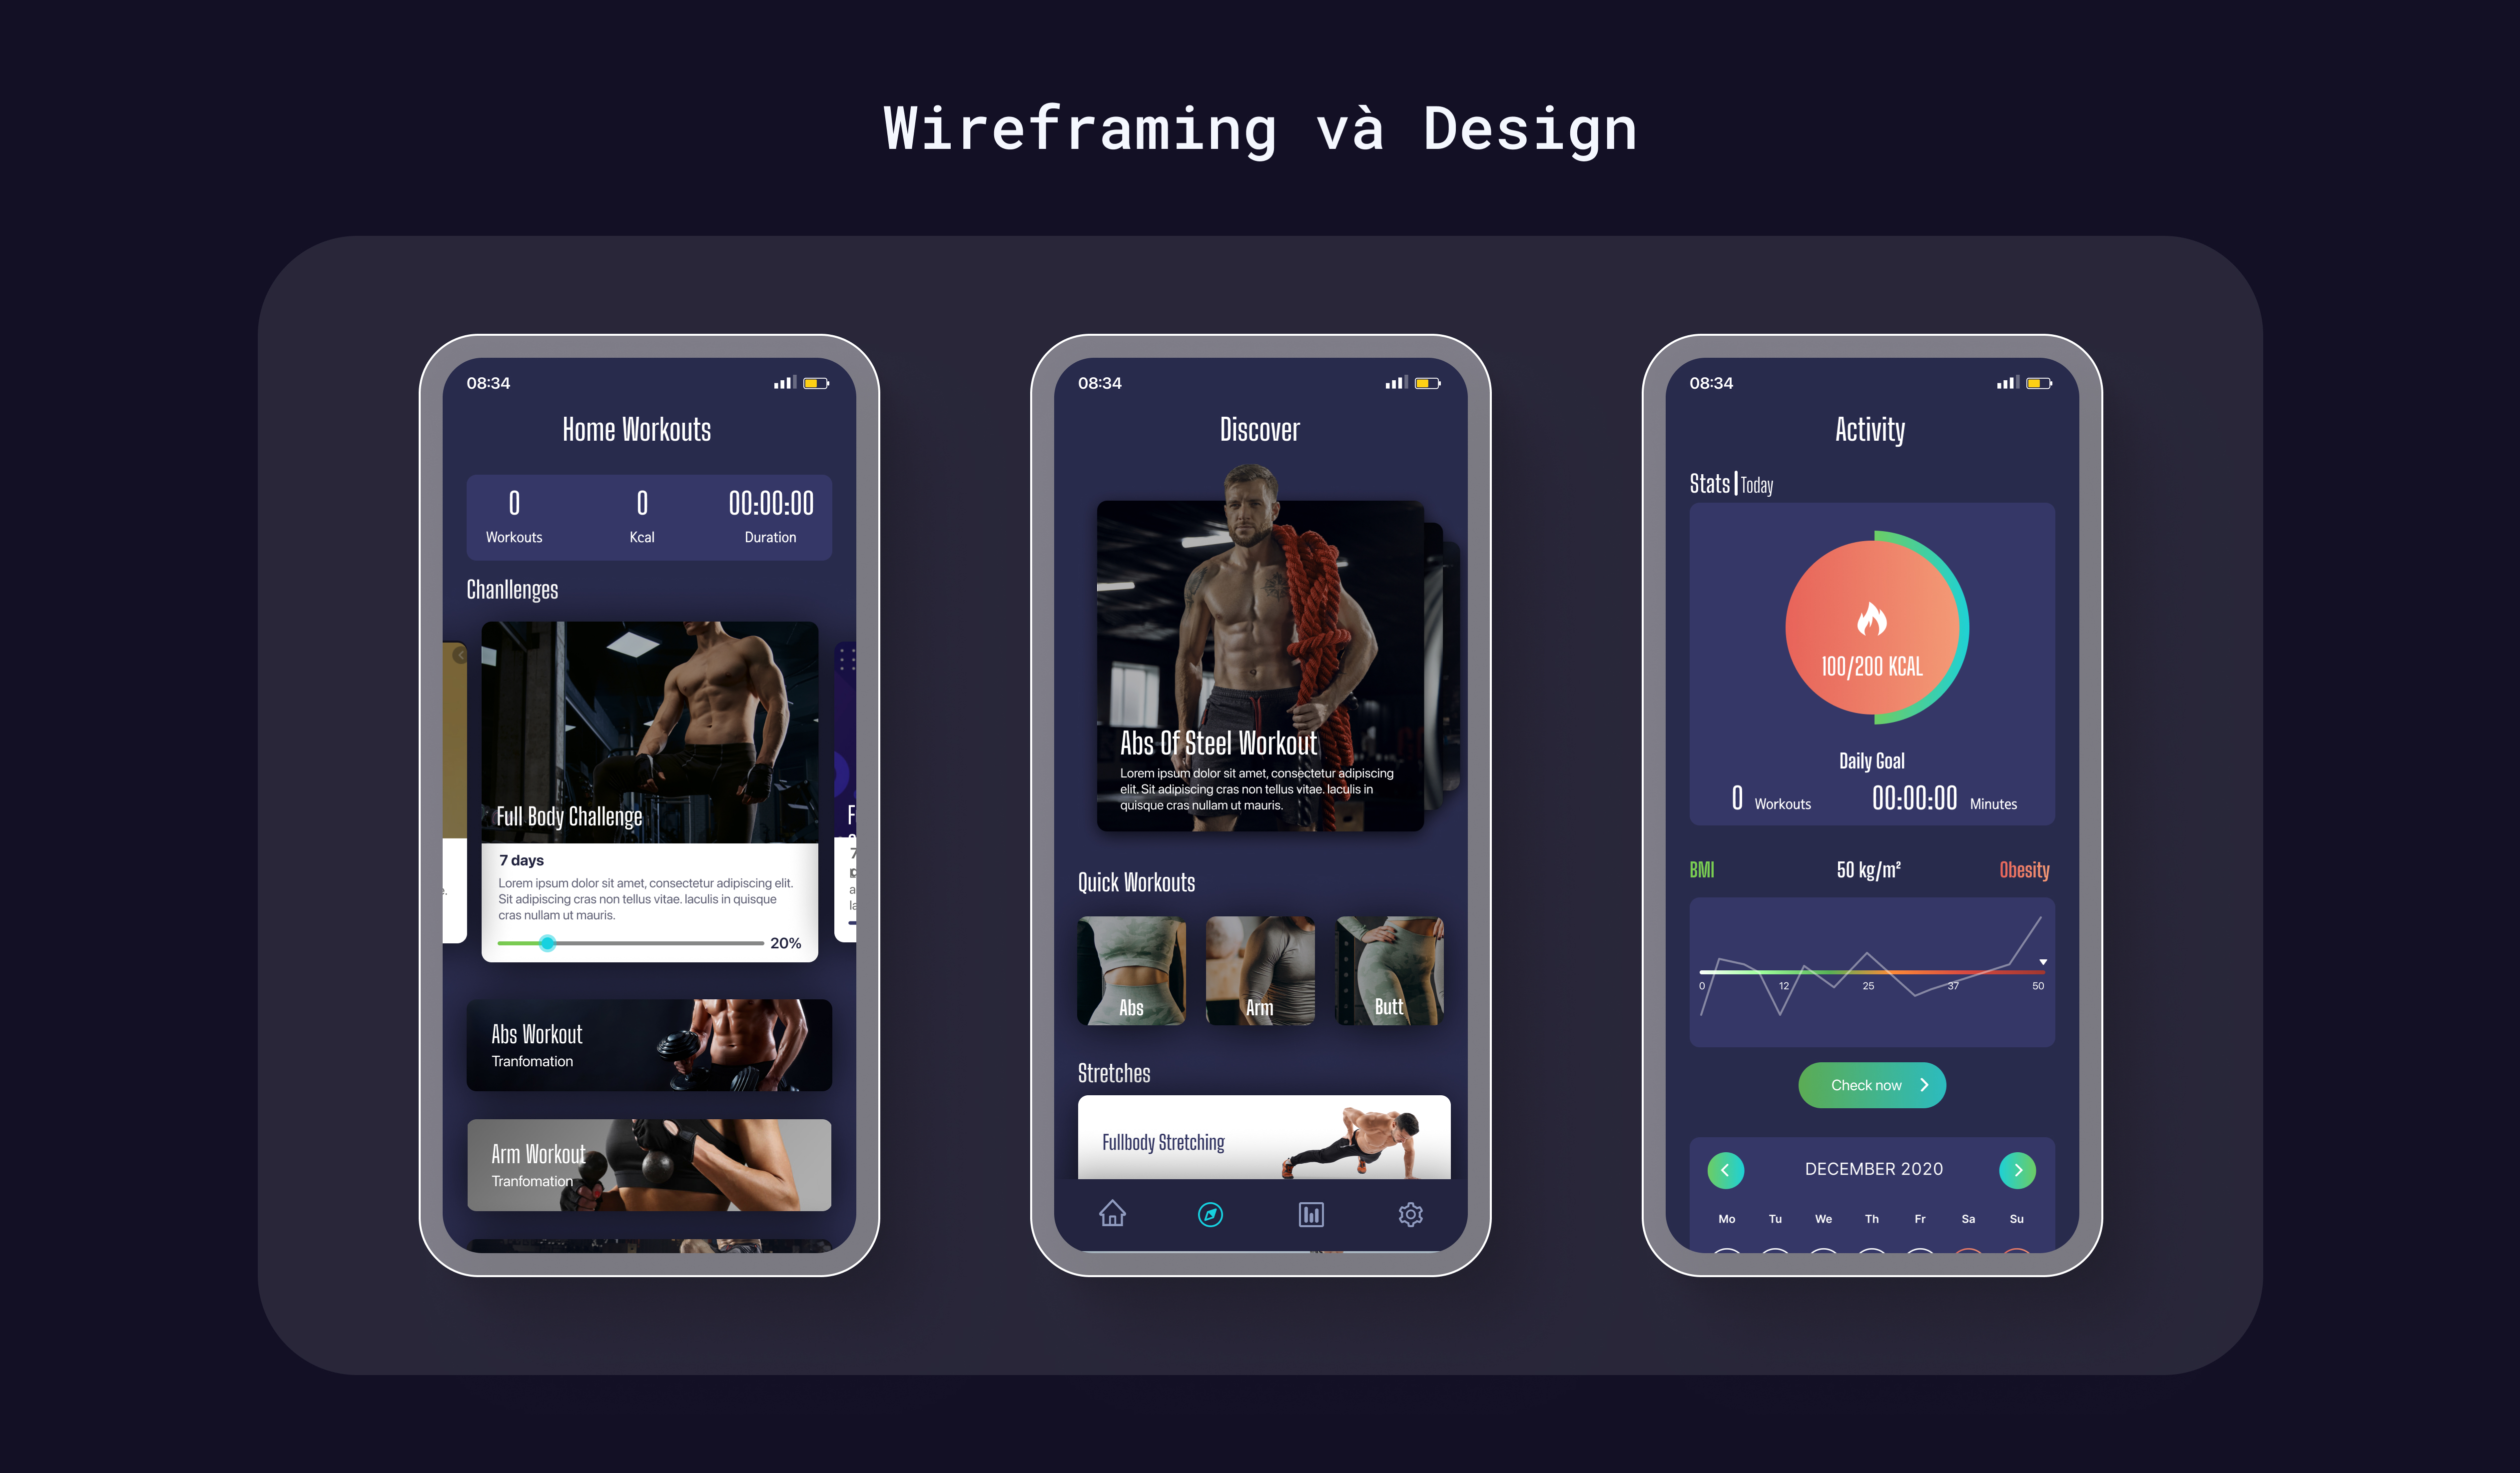 Wireframing và Design
08:34
Home Workouts
0
0
00:00:00
Workouts
Kcal
Duration
Chanllenges
Full Body Challenge
7 days
Lorem ipsum dolor sit amet, consectetur adipiscing elit.
Sit adipiscing cras non tellus vitae. Iaculis in quisque
cras nullam ut mauris.
20%
Abs Workout
Tranfomation
Arm Workout
Tranfomation
08:34
Discover
Abs Of Steel Workout
Lorem ipsum dolor sit amet, consectetur adipiscing
elit. Sit adipiscing cras non tellus vitae. Iaculis in
quisque cras nullam ut mauris.
Quick Workouts
Abs
Arm
Butt
Stretches
Fullbody Stretching
08:34
Activity
Stats | Today
100/200 KCAL
Daily Goal
0 Workouts
00:00:00 Minutes
BMI
50 kg/m²
Obesity
0 12 25 37 50
Check now
DECEMBER 2020
Mo Tu We Th Fr Sa Su